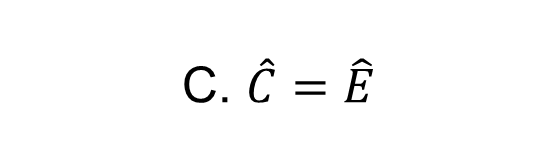 C. Ĉ = Ê